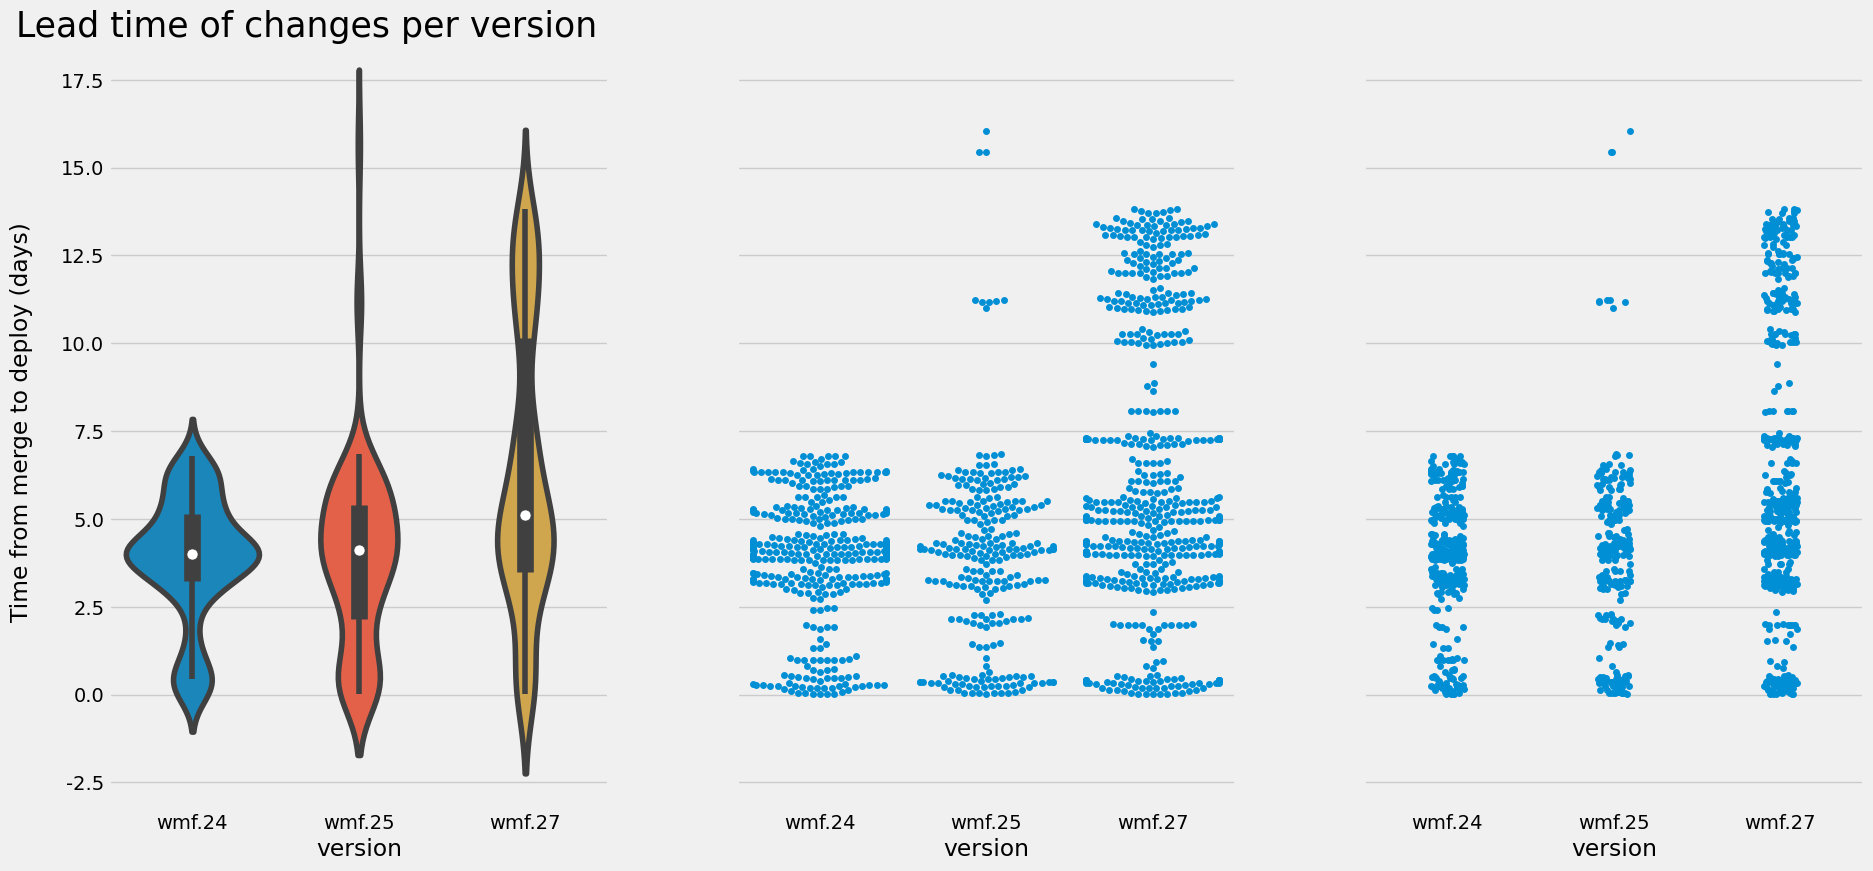 Lead time of changes per version
Time from merge to deploy (days)
17.5
15.0
12.5
10.0
7.5
5.0
2.5
0.0
-2.5
wmf.24 wmf.25 wmf.27
version
wmf.24 wmf.25 wmf.27
version
wmf.24 wmf.25 wmf.27
version